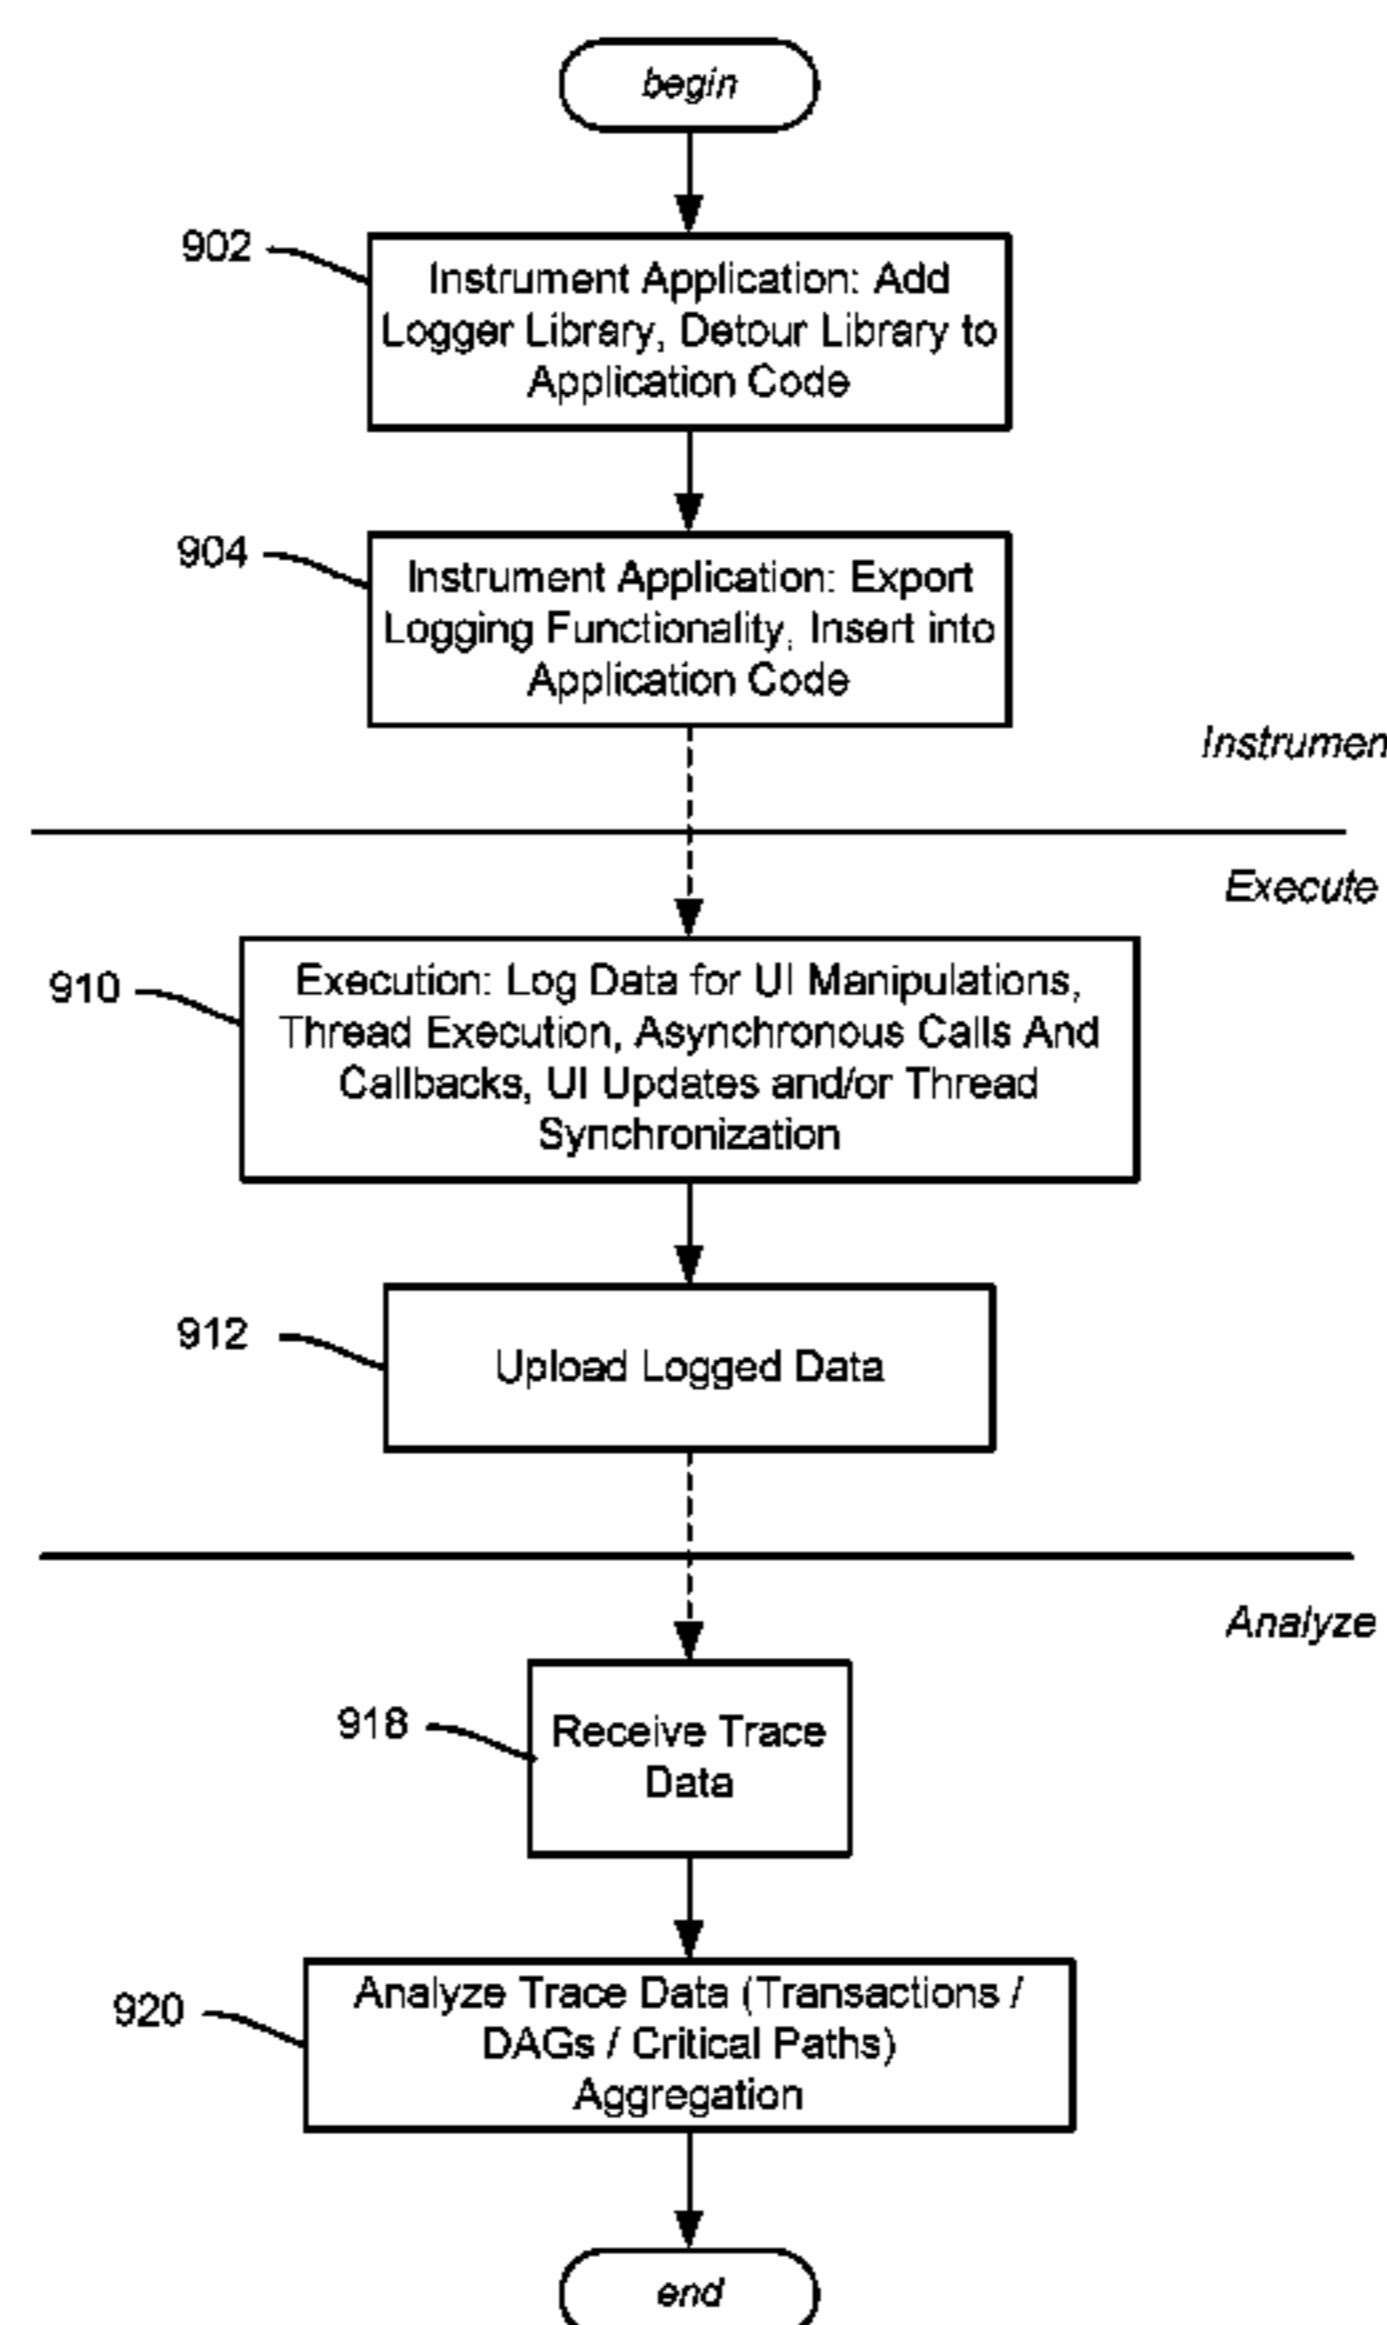 begin
902
Instrument Application: Add
Logger Library, Detour Library to
Application Code
904
Instrument Application: Export
Logging Functionality, Insert into
Application Code
Instrumen
Execute
910
Execution: Log Data for UI Manipulations,
Thread Execution, Asynchronous Calls And
Callbacks, UI Updates and/or Thread
Synchronization
912
Upload Logged Data
Analyze
918
Receive Trace
Data
920
Analyze Trace Data (Transactions /
DAGs / Critical Paths)
Aggregation
end